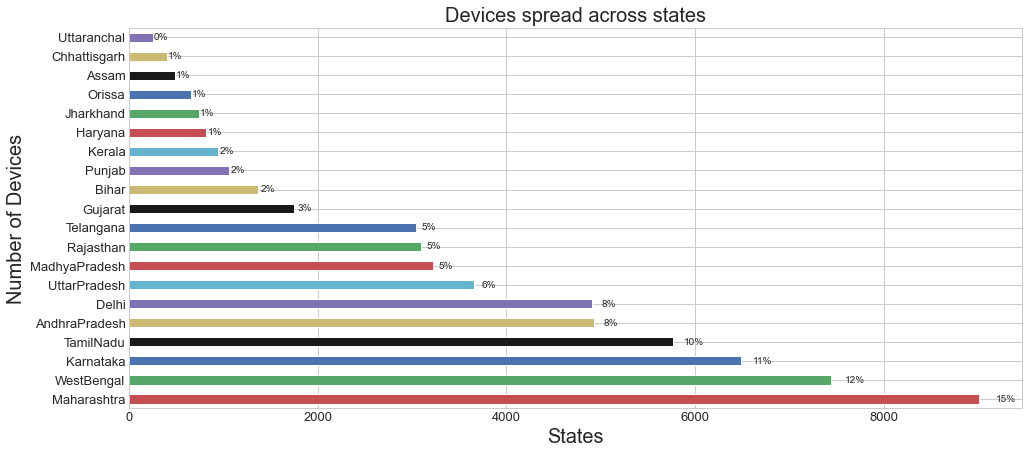 Devices spread across states
Number of Devices
Uttaranchal 0%
Chhattisgarh 1%
Assam 1%
Orissa 1%
Jharkhand 1%
Haryana 1%
Kerala 2%
Punjab 2%
Bihar 2%
Gujarat 3%
Telangana 5%
Rajasthan 5%
MadhyaPradesh 5%
UttarPradesh 6%
Delhi 8%
AndhraPradesh 8%
TamilNadu 10%
Karnataka 11%
WestBengal 12%
Maharashtra 15%
0 2000 4000 6000 8000
States